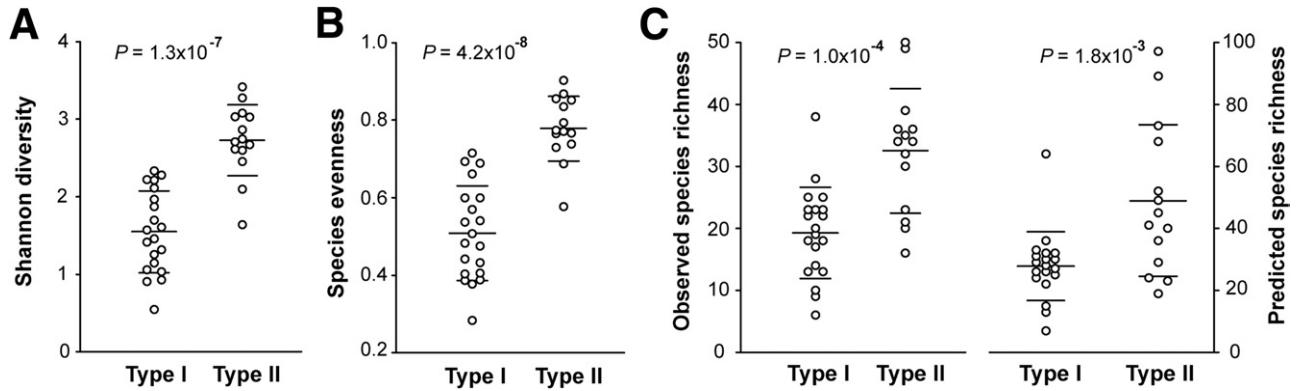 A
P = 1.3x10-7
Shannon diversity
4
3
2
1
0
Type I Type II
B
P = 4.2x10-8
Species evenness
1.0
0.8
0.6
0.4
0.2
Type I Type II
C
P = 1.0x10-4
Observed species richness
50
40
30
20
10
0
Type I Type II
P = 1.8x10-3
100
80
60
40
20
0
Predicted species richness
Type I Type II